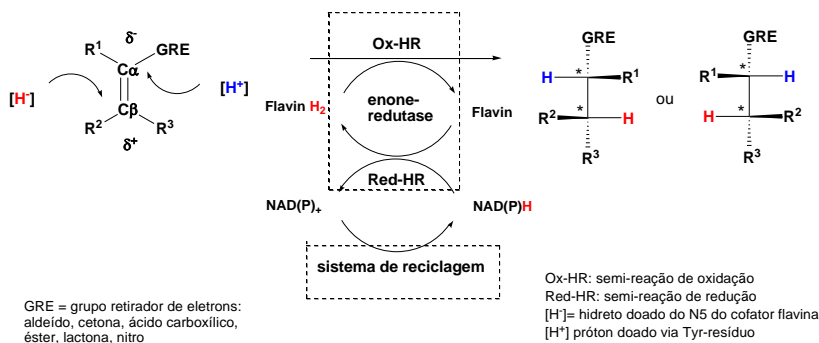 δ-
R1
GRE
Cα
[H-]
[H+]
Cβ
R2
R3
δ+
Ox-HR
Flavin H2
enone-
redutase
Flavin
Red-HR
NAD(P)+
NAD(P)H
sistema de reciclagem
GRE
H
*
R1
R2
*
H
R3
ou
GRE
R1
*
H
H
*
R2
R3
GRE = grupo retirador de eletrons:
aldeído, cetona, ácido carboxílico,
éster, lactona, nitro
Ox-HR: semi-reação de oxidação
Red-HR: semi-reação de redução
[H-]= hidreto doado do N5 do cofator flavina
[H+] próton doado via Tyr-resíduo